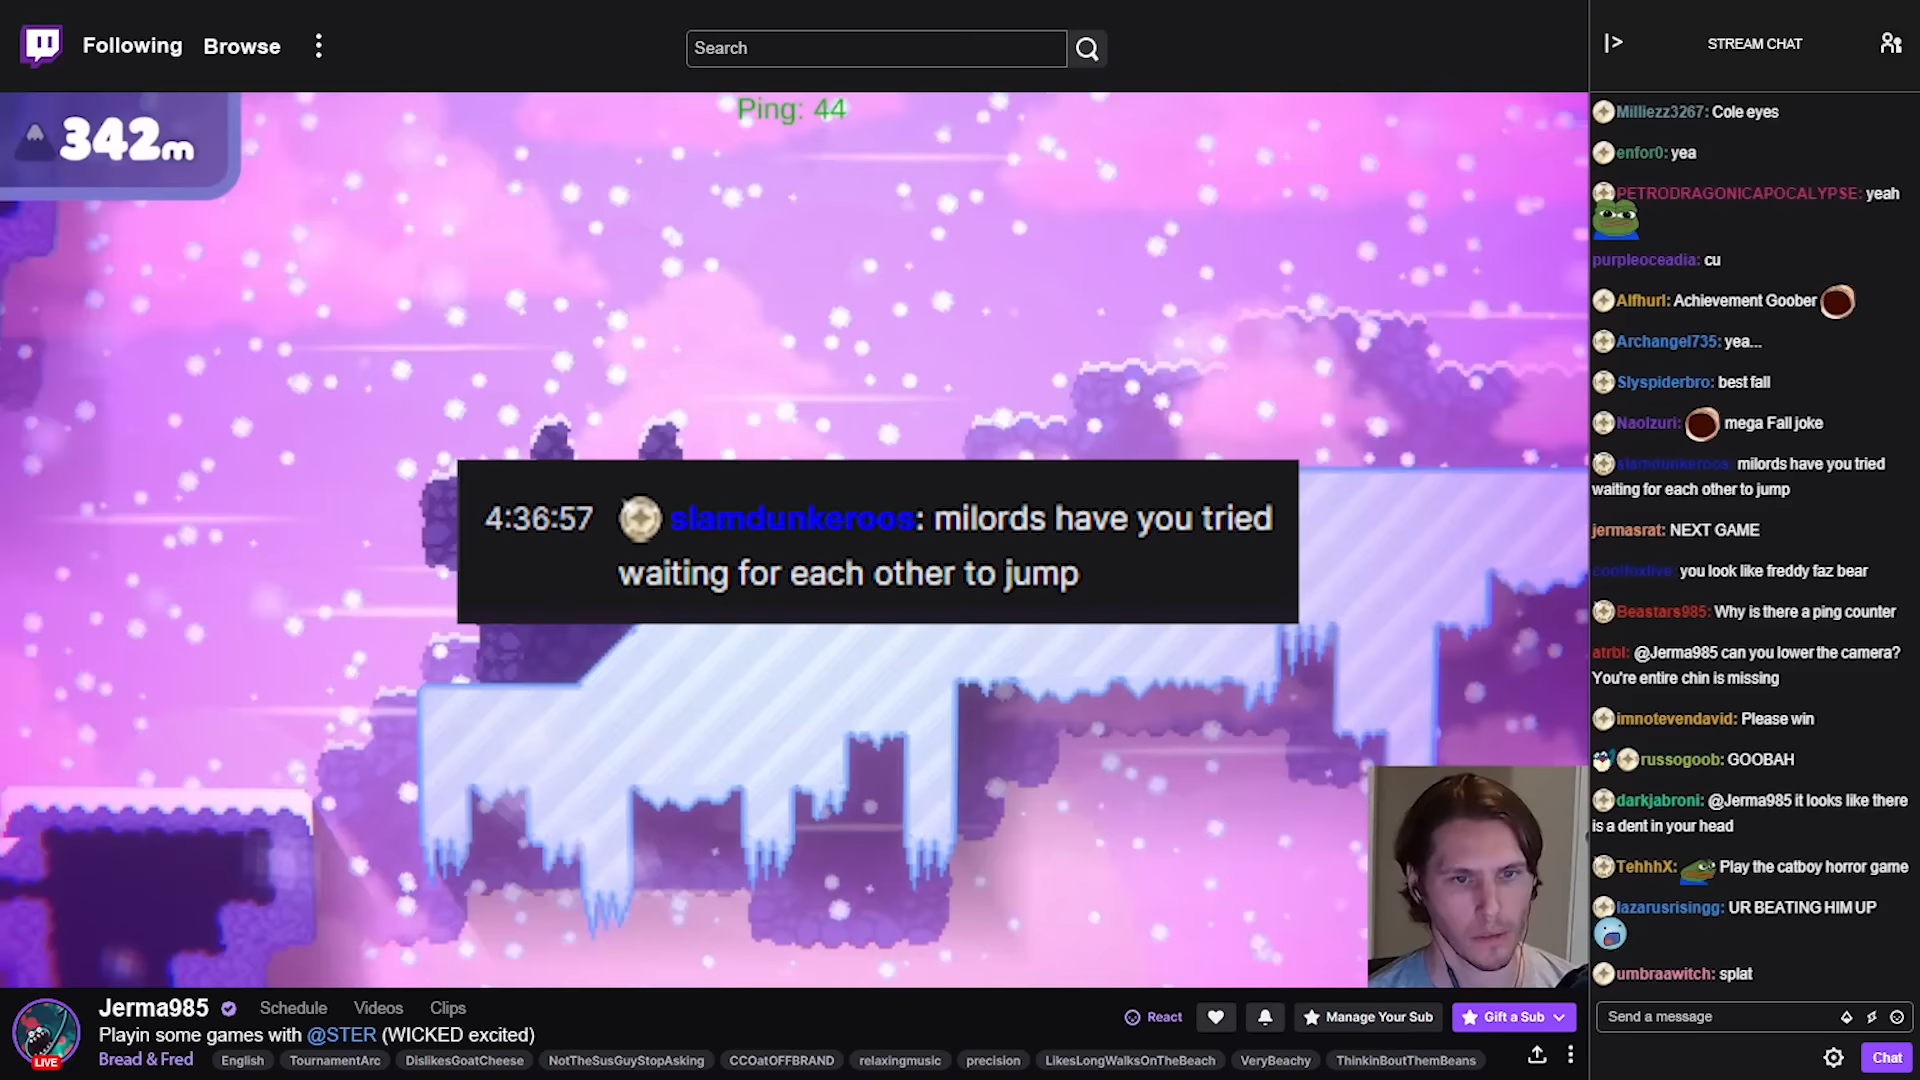 Following
Browse
Search
STREAM CHAT
342m
Ping: 44
4:36:57 slamdunkeroos: milords have you tried
waiting for each other to jump
Milliezz3267: Cole eyes
enfor0: yea
PETRODRAGONICAPOCALYPSE: yeah
purpleoceadia: cu
Alfhurl: Achievement Goober
Archangel735: yea...
Slyspiderbro: best fall
Naolzuri: mega Fall joke
slamdunkeroos: milords have you tried
waiting for each other to jump
jermasrat: NEXT GAME
coolfoxlive: you look like freddy faz bear
Beastars985: Why is there a ping counter
atrbl: @Jerma985 can you lower the camera?
You're entire chin is missing
imnotevendavid: Please win
russogoob: GOOBAH
darkjabroni: @Jerma985 it looks like there
is a dent in your head
TehhhX: Play the catboy horror game
lazarusrisingg: UR BEATING HIM UP
umbraawitch: splat
Send a message
Chat
LIVE
Jerma985
Schedule
Videos
Clips
Playin some games with @STER (WICKED excited)
Bread & Fred
English
TournamentArc
DislikesGoatCheese
NotTheSusGuyStopAsking
CCOatOFFBRAND
relaxingmusic
precision
LikesLongWalksOnTheBeach
VeryBeachy
ThinkinBoutThemBeans
React
Manage Your Sub
Gift a Sub